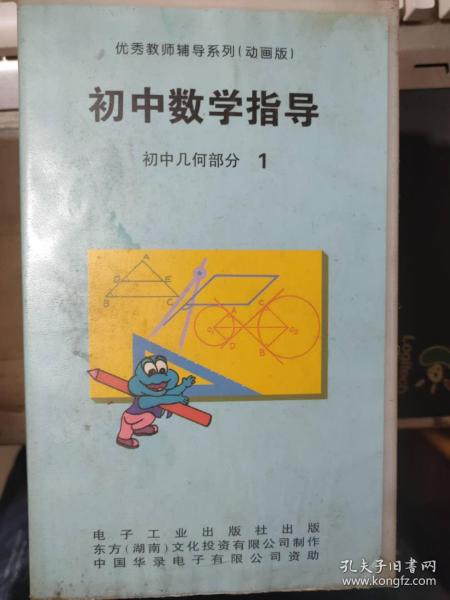 优秀教师辅导系列(动画版)
初中数学指导
初中几何部分 1
A
D E
B C
A C
O₁ O₂
D B
电子工业出版社出版
东方(湖南)文化投资有限公司制作
中国华录电子有限公司资助
Logitech
孔夫子旧书网
www.kongfz.com